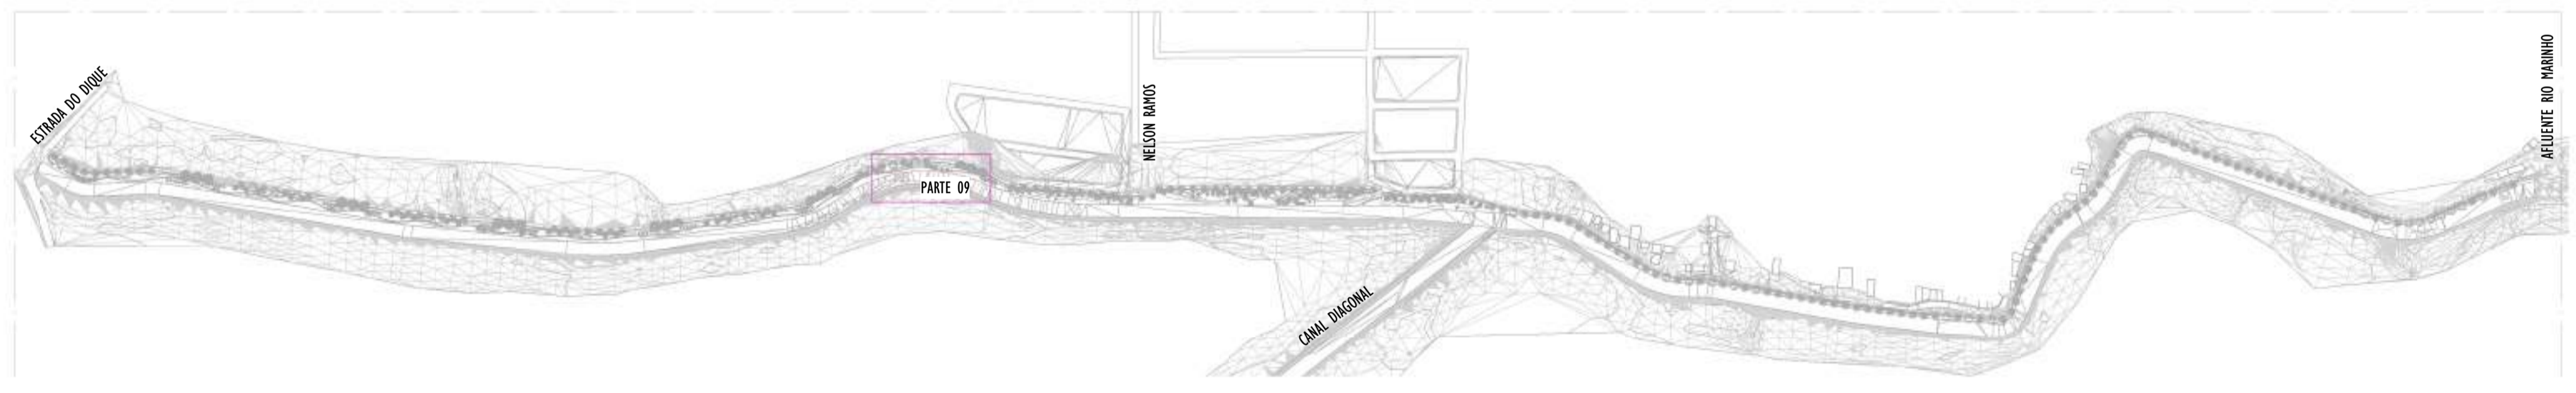 ESTRADA DO DIQUE
PARTE 09
NELSON RAMOS
CANAL DIAGONAL
AFLUENTE RIO MARINHO